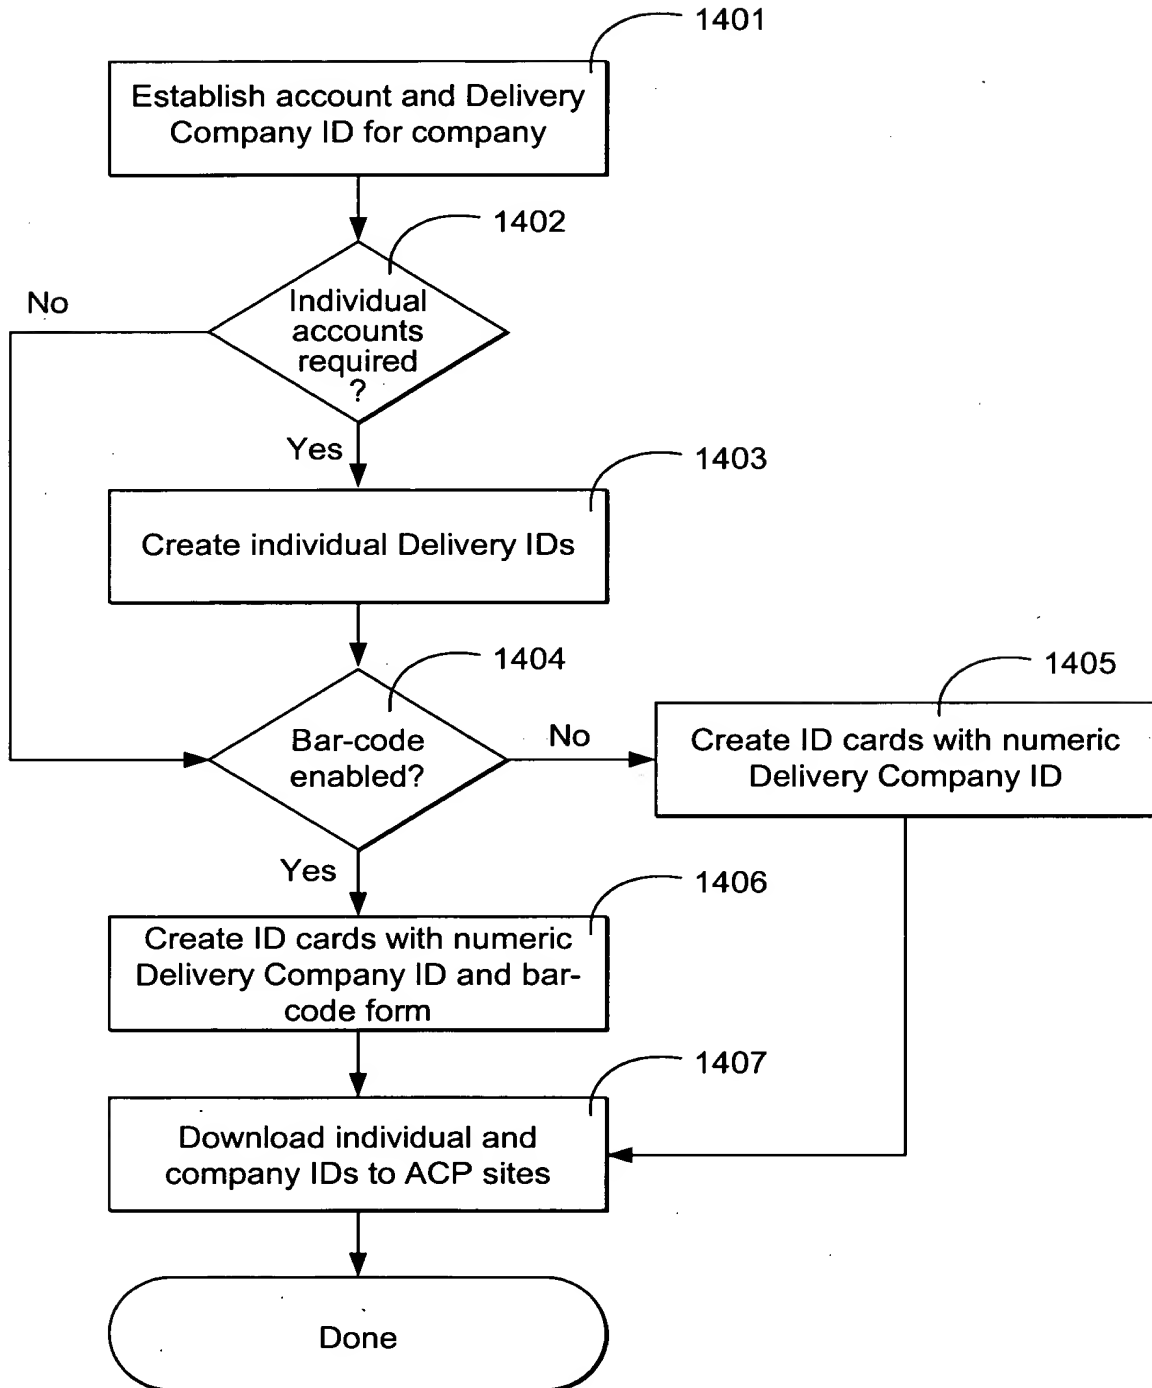 1401
Establish account and Delivery
Company ID for company
1402
No
Individual
accounts
required
?
Yes
1403
Create individual Delivery IDs
1404
1405
Bar-code
enabled?
No
Create ID cards with numeric
Delivery Company ID
Yes
1406
Create ID cards with numeric
Delivery Company ID and bar-
code form
1407
Download individual and
company IDs to ACP sites
Done